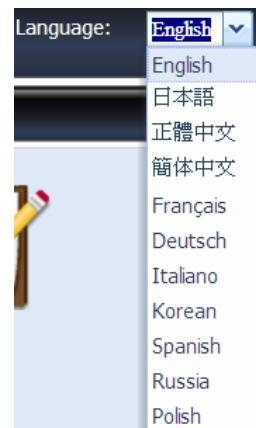 Language: English
English
日本語
正體中文
簡体中文
Français
Deutsch
Italiano
Korean
Spanish
Russia
Polish